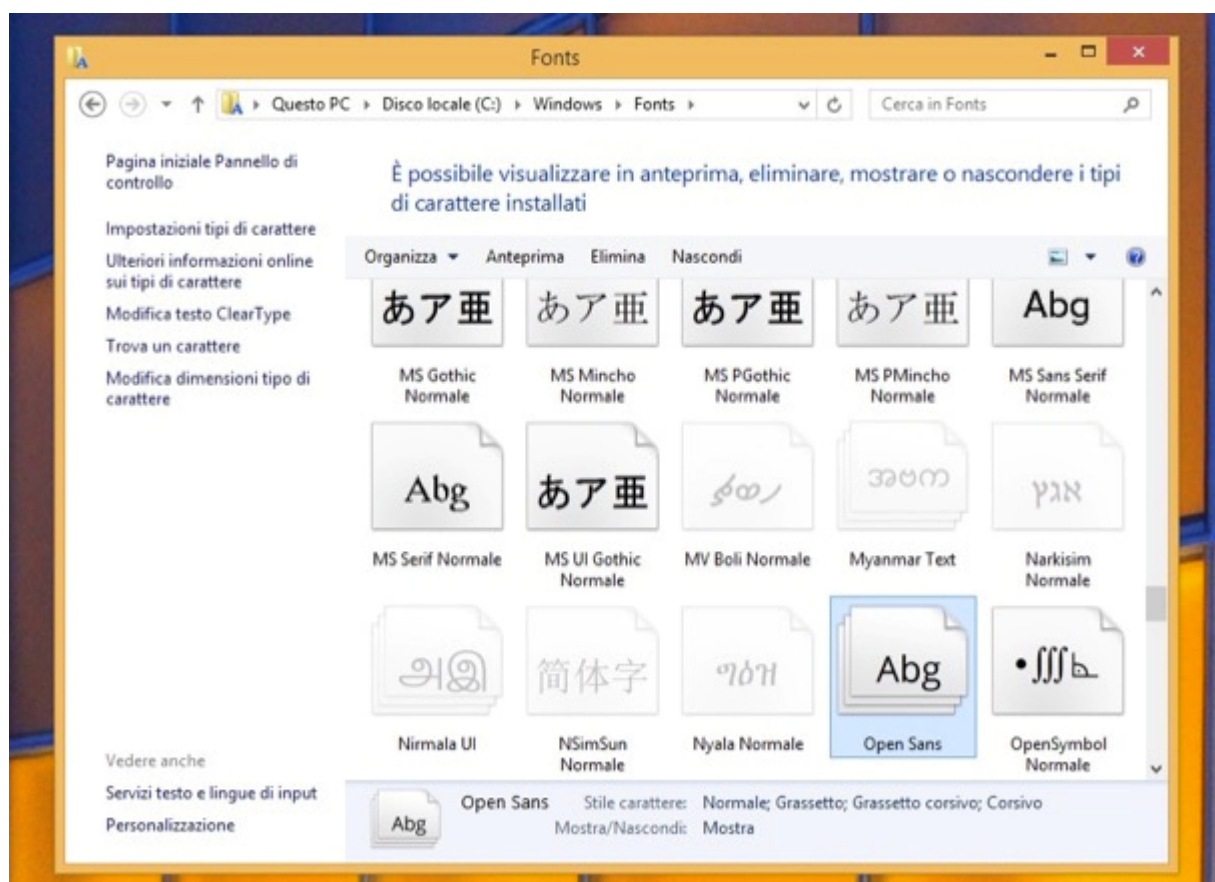 Fonts
Questo PC
Disco locale (C:)
Windows
Fonts
Cerca in Fonts
Pagina iniziale Pannello di
controllo
Impostazioni tipi di carattere
Ulteriori informazioni online
sui tipi di carattere
Modifica testo ClearType
Trova un carattere
Modifica dimensioni tipo di
carattere
Vedere anche
Servizi testo e lingue di input
Personalizzazione
È possibile visualizzare in anteprima, eliminare, mostrare o nascondere i tipi
di carattere installati
Organizza Anteprima Elimina Nascondi
あア亜 あア亜 あア亜 あア亜 Abg
MS Gothic
Normale
MS Mincho
Normale
MS PGothic
Normale
MS PMincho
Normale
MS Sans Serif
Normale
Abg あア亜
אגץ
MS Serif Normale
MS UI Gothic
Normale
MV Boli Normale
Myanmar Text
Narkisim
Normale
அஇ 简体字
Abg
•∭⊾
Nirmala UI
NSimSun
Normale
Nyala Normale
Open Sans
OpenSymbol
Normale
Abg
Open Sans Stile carattere: Normale; Grassetto; Grassetto corsivo; Corsivo
Mostra/Nascondi: Mostra